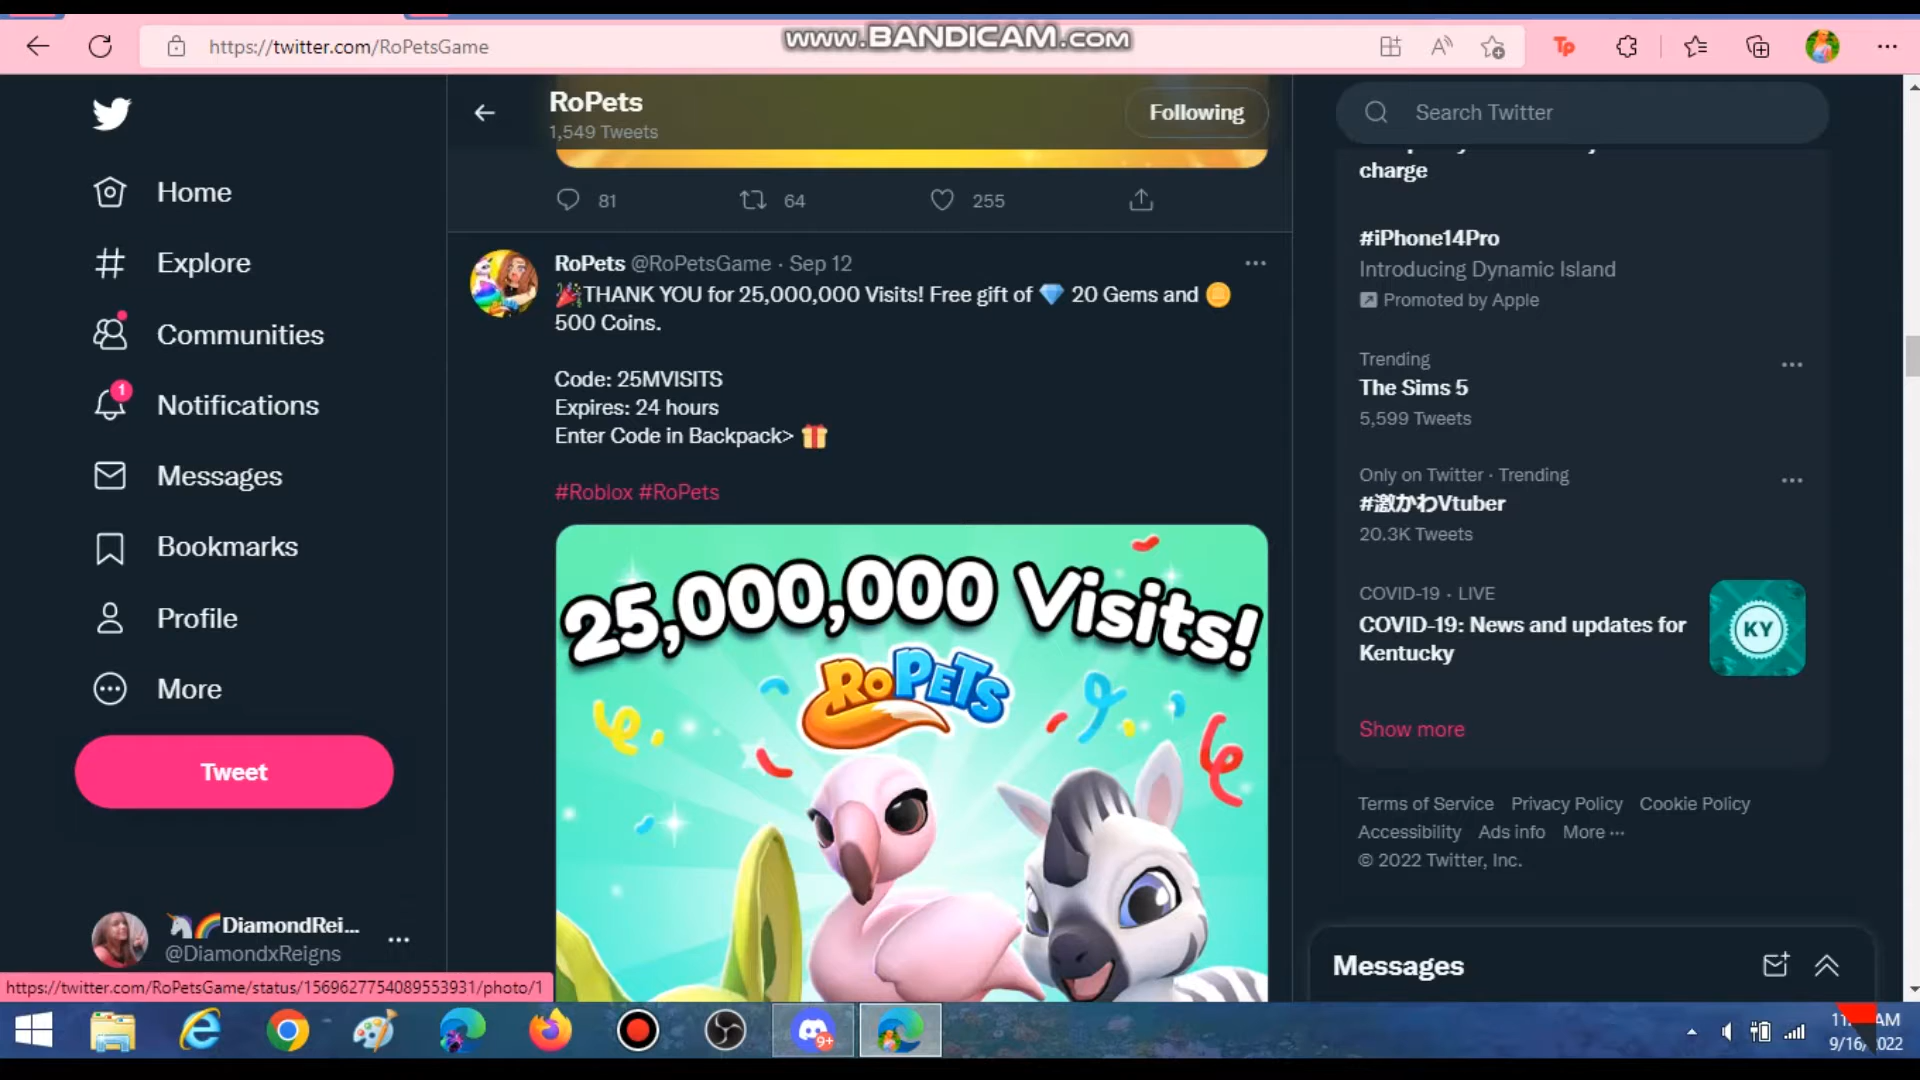 https://twitter.com/RoPetsGame
www.BANDICAM.com
RoPets
1,549 Tweets
Following
81
64
255
Home
Explore
Communities
1
Notifications
Messages
Bookmarks
Profile
More
Tweet
DiamondRei...
@DiamondxReigns
https://twitter.com/RoPetsGame/status/1569627754089553931/photo/1
RoPets @RoPetsGame · Sep 12
THANK YOU for 25,000,000 Visits! Free gift of 💎 20 Gems and 🪙
500 Coins.
Code: 25MVISITS
Expires: 24 hours
Enter Code in Backpack> 🎁
#Roblox #RoPets
25,000,000 Visits!
RoPETS
Search Twitter
charge
#iPhone14Pro
Introducing Dynamic Island
Promoted by Apple
Trending
The Sims 5
5,599 Tweets
Only on Twitter · Trending
#激かわVtuber
20.3K Tweets
COVID-19 · LIVE
COVID-19: News and updates for
Kentucky
KY
Show more
Terms of Service Privacy Policy Cookie Policy
Accessibility Ads info More ···
© 2022 Twitter, Inc.
Messages
9+
AM